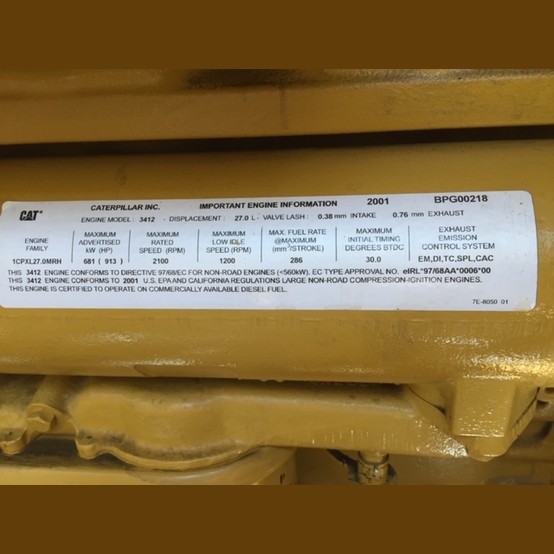 CAT CATERPILLAR INC. IMPORTANT ENGINE INFORMATION 2001 BPG00218
ENGINE MODEL: 3412 - DISPLACEMENT: 27.0 L - VALVE LASH: 0.38 mm INTAKE 0.76 mm EXHAUST
ENGINE FAMILY MAXIMUM ADVERTISED kW (HP) MAXIMUM RATED SPEED (RPM) MAXIMUM LOW IDLE SPEED (RPM) MAX. FUEL RATE @MAXIMUM (mm³/STROKE) MAXIMUM INITIAL TIMING DEGREES BTDC EXHAUST EMISSION CONTROL SYSTEM
1CPXL27.0MRH 681 ( 913 ) 2100 1200 286 30.0 EM,DI,TC,SPL,CAC
THIS 3412 ENGINE CONFORMS TO DIRECTIVE 97/68/EC FOR NON-ROAD ENGINES (<560kW). EC TYPE APPROVAL NO. eIRL*97/68AA*0006*00
THIS 3412 ENGINE CONFORMS TO 2001 U.S. EPA AND CALIFORNIA REGULATIONS LARGE NON-ROAD COMPRESSION-IGNITION ENGINES.
THIS ENGINE IS CERTIFIED TO OPERATE ON COMMERCIALLY AVAILABLE DIESEL FUEL.
7E-8050 01